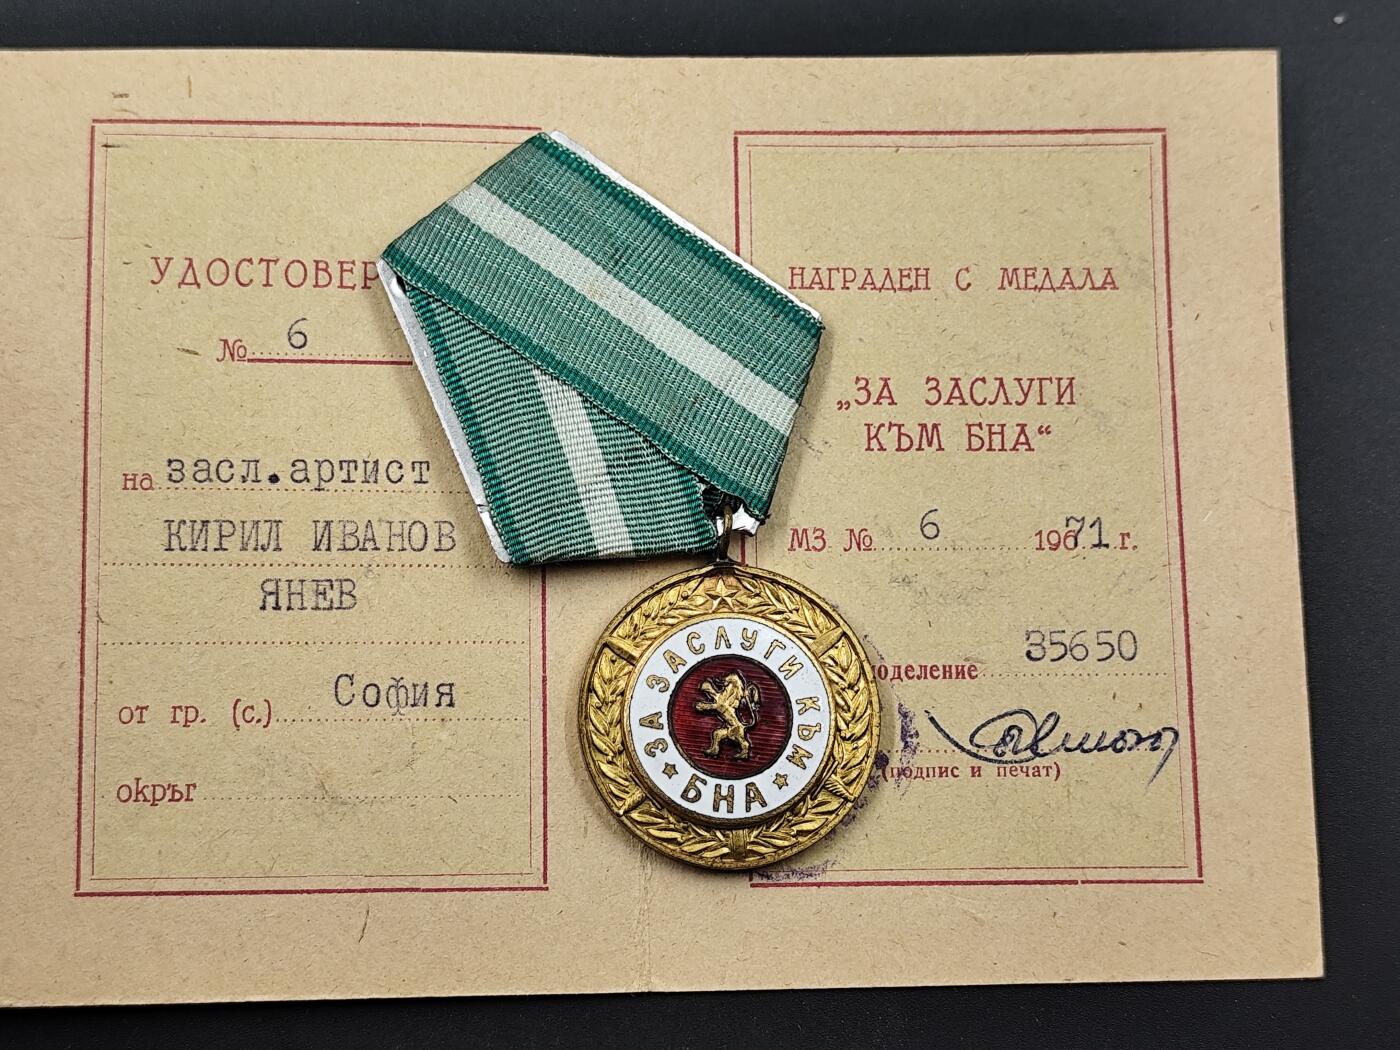 УДОСТОВЕР
№ 6
на засл.артист
КИРИЛ ИВАНОВ
ЯНЕВ
от гр. (с.) София
окръг
НАГРАДЕН С МЕДАЛА
„ЗА ЗАСЛУГИ
КЪМ БНА“
МЗ № 6 1971 г.
поделение 35650
(подпис и печат)
ЗА ЗАСЛУГИ КЪМ
БНА